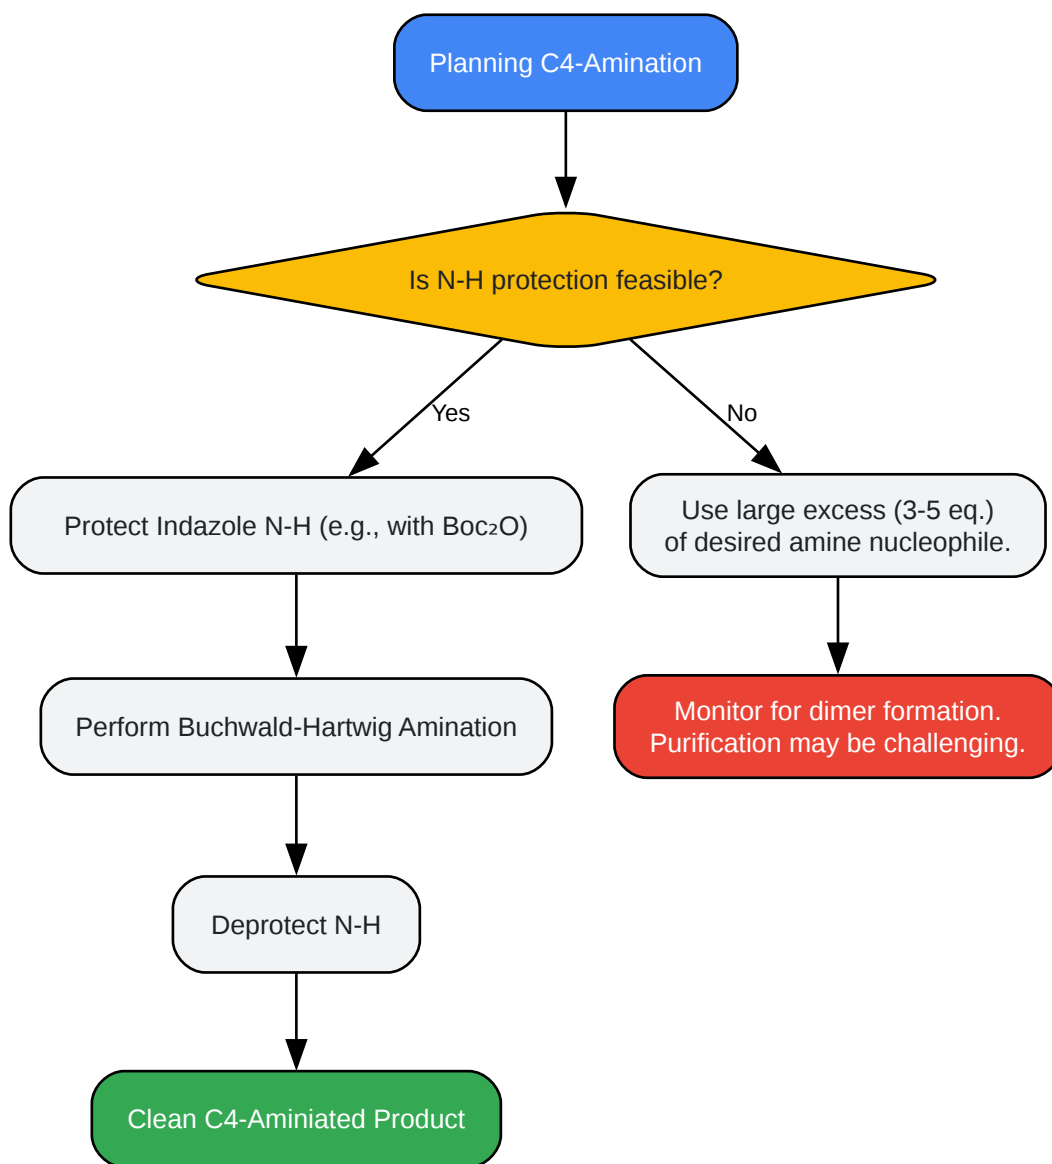 Planning C4-Amination
Is N-H protection feasible?
Yes
No
Protect Indazole N-H (e.g., with Boc₂O)
Use large excess (3-5 eq.)
of desired amine nucleophile.
Perform Buchwald-Hartwig Amination
Monitor for dimer formation.
Purification may be challenging.
Deprotect N-H
Clean C4-Aminiated Product